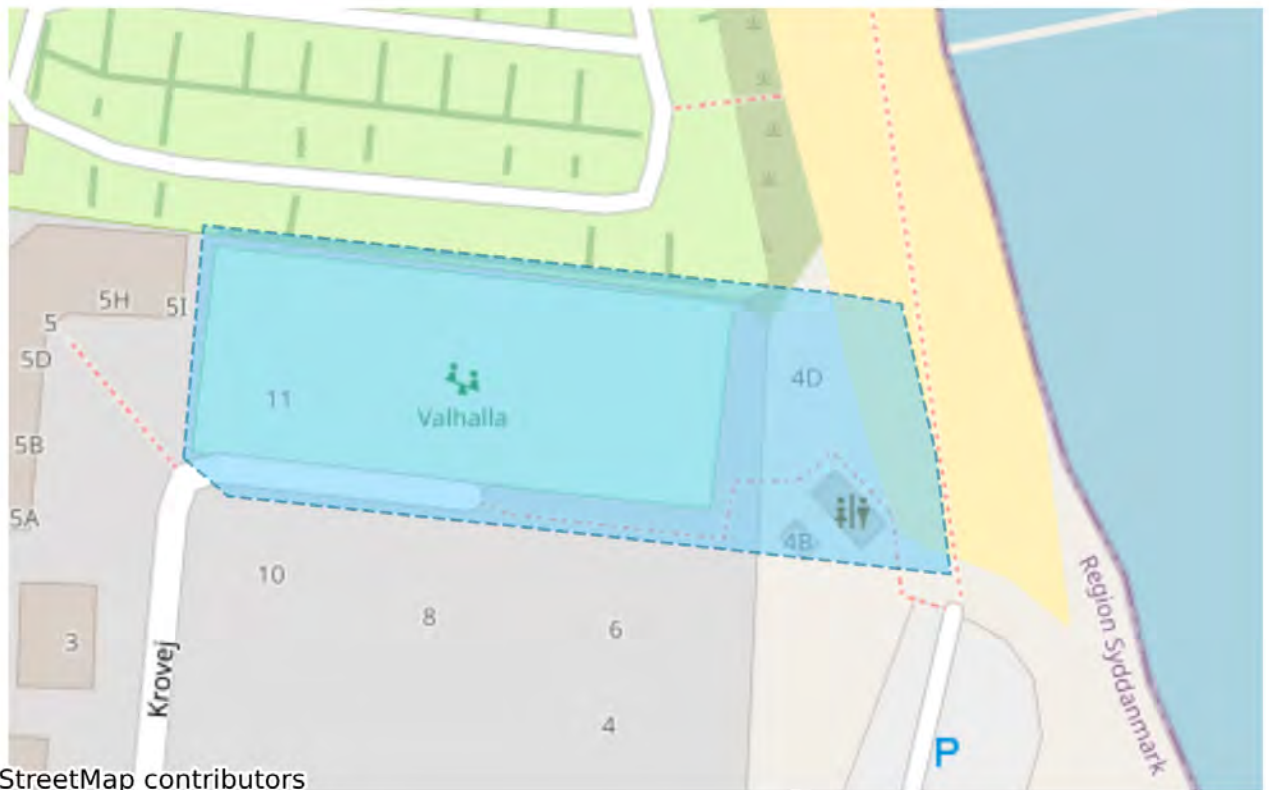 5H
5I
5
5D
4D
11
Valhalla
5B
5A
4B
10
8
6
3
Krovej
4
P
Region Syddanmark
StreetMap contributors